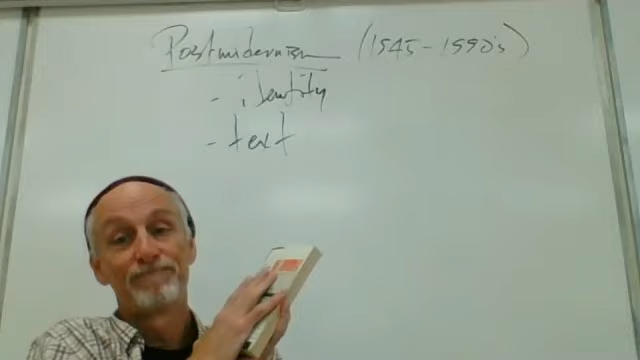 Postmodernism (1945-1990's)
- identity
- text